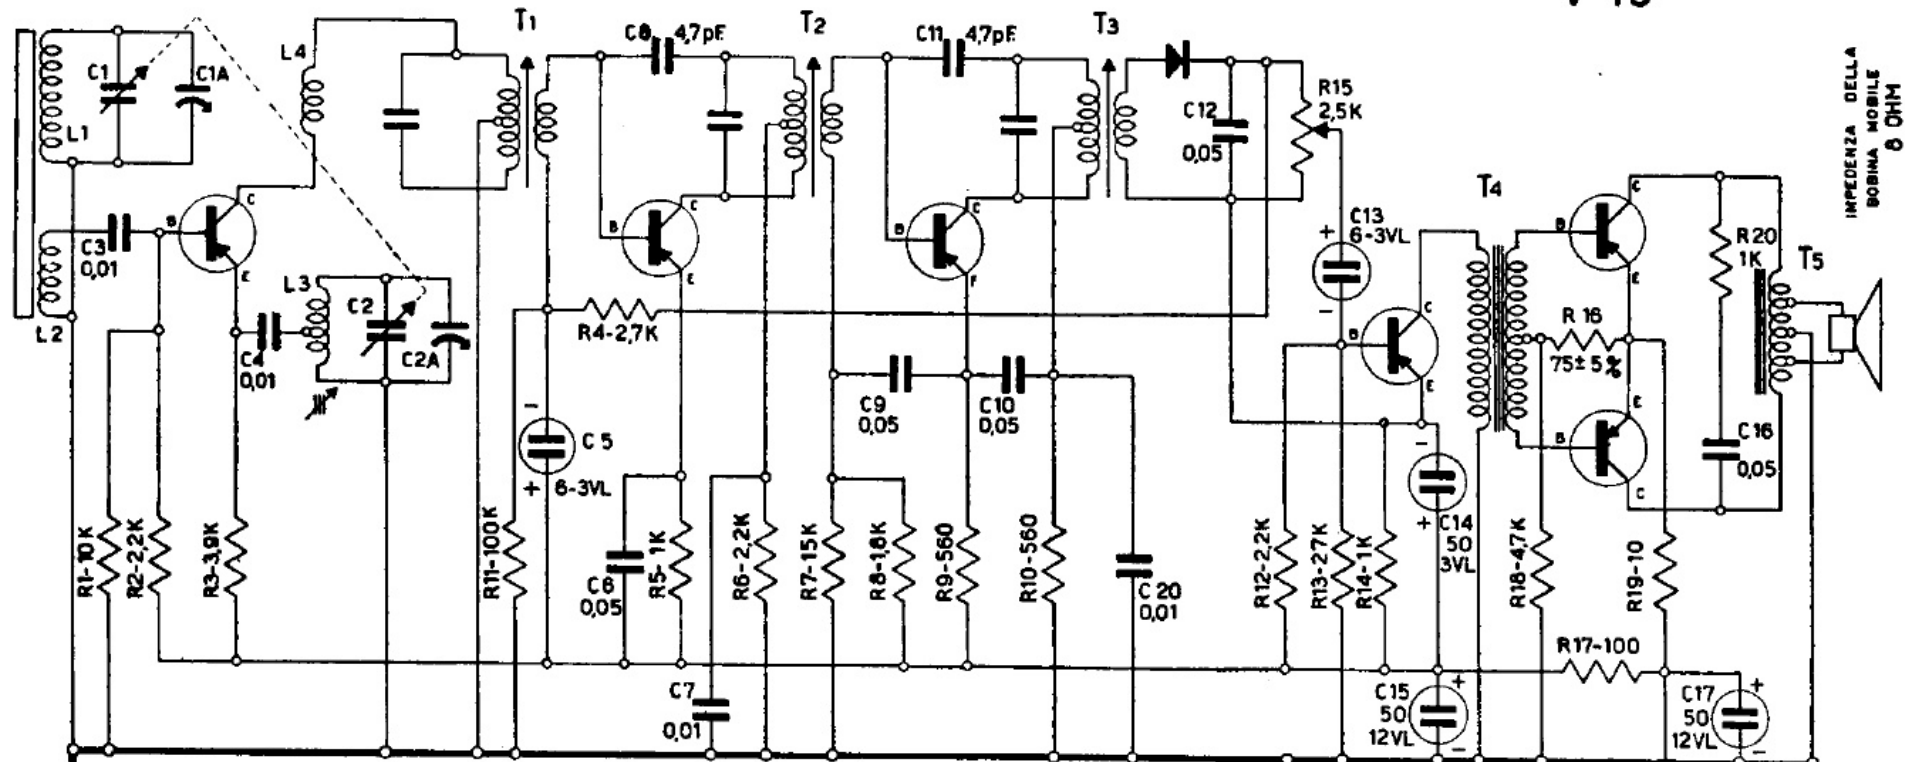 T1
T2
T3
C8 4,7pF
C11 4,7pF
L4
C1
C1A
L1
R15
2,5K
C12
0,05
IMPEDENZA DELLA
BOBINA MOBILE
8 OHM
T4
C
B
C
C3
0,01
B
E
C13
+ 6-3VL
−
B
C
E
R20
1K
T5
C
B
E
C
B
L3
C2
C2A
L2
C4
0,01
R4-2,7K
B
C
E
R 16
75±5%
C9
0,05
C10
0,05
E
B
C
−
C 5
+ 6-3VL
−
+ C14
50
3VL
C 16
0,05
R1-10K
R2-2,2K
R3-3,9K
R11-100K
C6
0,05
R5-1K
R6-2,2K
R7-15K
R8-1,8K
R9-560
R10-560
C 20
0,01
R12-2,2K
R13-27K
R14-1K
R18-4,7K
R19-10
R17-100
C7
0,01
C15
50
12VL
+
−
C17
50
12VL
+
−